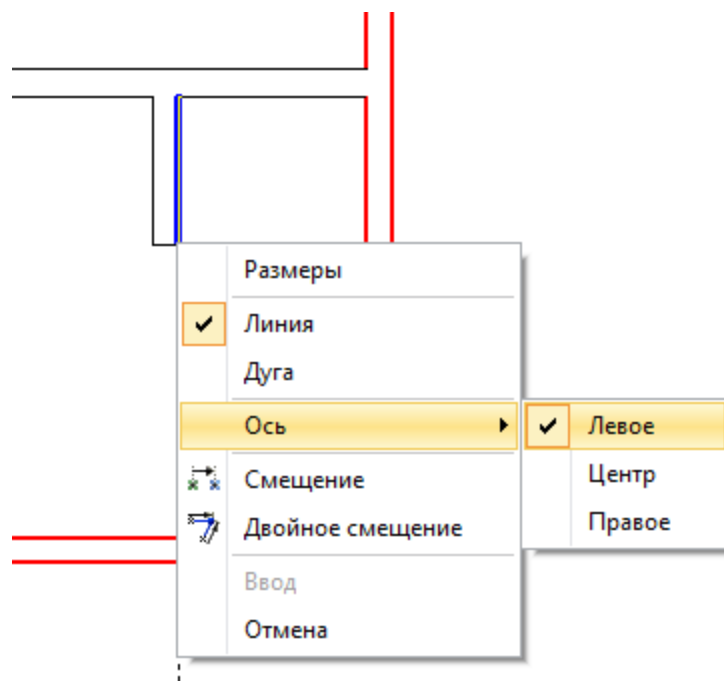 Размеры
Линия
Дуга
Ось
Левое
Центр
Правое
Смещение
Двойное смещение
Ввод
Отмена